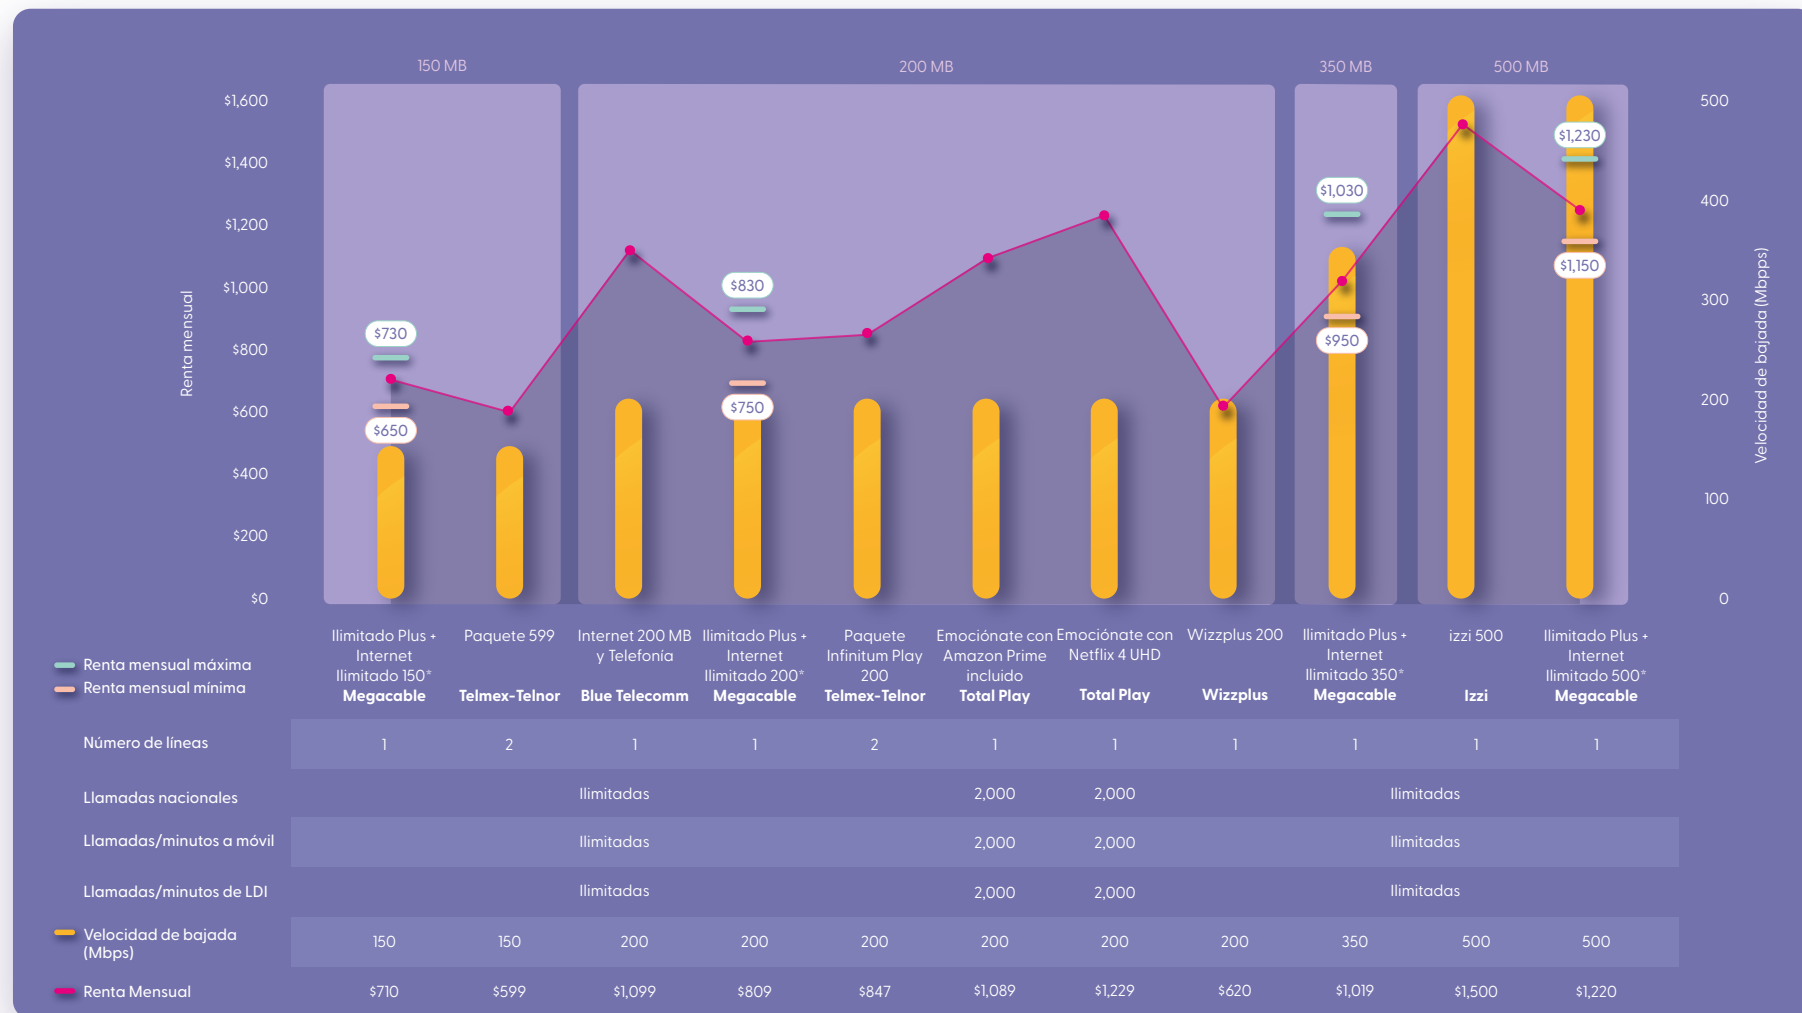 150 MB
200 MB
350 MB
500 MB
$1,600
$1,400
$1,200
$1,000
$800
$600
$400
$200
$0
Renta mensual
500
400
300
200
100
0
Velocidad de bajada (Mbpps)
$730
$650
$830
$750
$1,030
$950
$1,230
$1,150
Ilimitado Plus +
Internet
Ilimitado 150*
Megacable
Paquete 599
Telmex-Telnor
Internet 200 MB
y Telefonía
Blue Telecomm
Ilimitado Plus +
Internet
Ilimitado 200*
Megacable
Paquete
Infinitum Play
200
Telmex-Telnor
Emociónate con
Amazon Prime
incluido
Total Play
Emociónate con
Netflix 4 UHD
Total Play
Wizzplus 200
Wizzplus
Ilimitado Plus +
Internet
Ilimitado 350*
Megacable
izzi 500
Izzi
Ilimitado Plus +
Internet
Ilimitado 500*
Megacable
Renta mensual máxima
Renta mensual mínima
Número de líneas 1 2 1 1 2 1 1 1 1 1 1
Llamadas nacionales Ilimitadas 2,000 2,000 Ilimitadas
Llamadas/minutos a móvil Ilimitadas 2,000 2,000 Ilimitadas
Llamadas/minutos de LDI Ilimitadas 2,000 2,000 Ilimitadas
Velocidad de bajada
(Mbps) 150 150 200 200 200 200 200 200 350 500 500
Renta Mensual $710 $599 $1,099 $809 $847 $1,089 $1,229 $620 $1,019 $1,500 $1,220